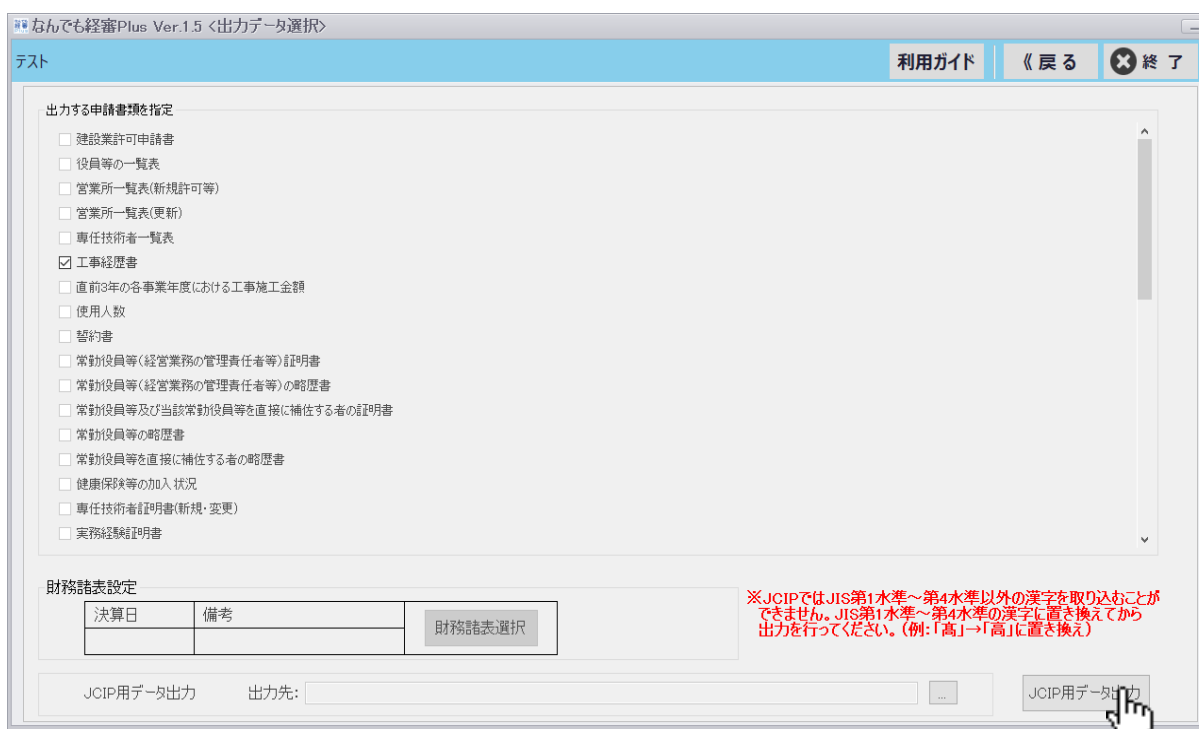 なんでも経審Plus Ver.1.5 <出力データ選択>
テスト
利用ガイド
《戻る
終了
出力する申請書類を指定
建設業許可申請書
役員等の一覧表
営業所一覧表(新規許可等)
営業所一覧表(更新)
専任技術者一覧表
工事経歴書
直前3年の各事業年度における工事施工金額
使用人数
誓約書
常勤役員等(経営業務の管理責任者等)証明書
常勤役員等(経営業務の管理責任者等)の略歴書
常勤役員等及び当該常勤役員等を直接に補佐する者の証明書
常勤役員等の略歴書
常勤役員等を直接に補佐する者の略歴書
健康保険等の加入状況
専任技術者証明書(新規・変更)
実務経験証明書
財務諸表設定
決算日 備考
財務諸表選択
※JCIPではJIS第1水準～第4水準以外の漢字を取り込むことが
できません。JIS第1水準～第4水準の漢字に置き換えてから
出力を行ってください。(例:「髙」→「高」に置き換え)
JCIP用データ出力 出力先:
...
JCIP用データ出力